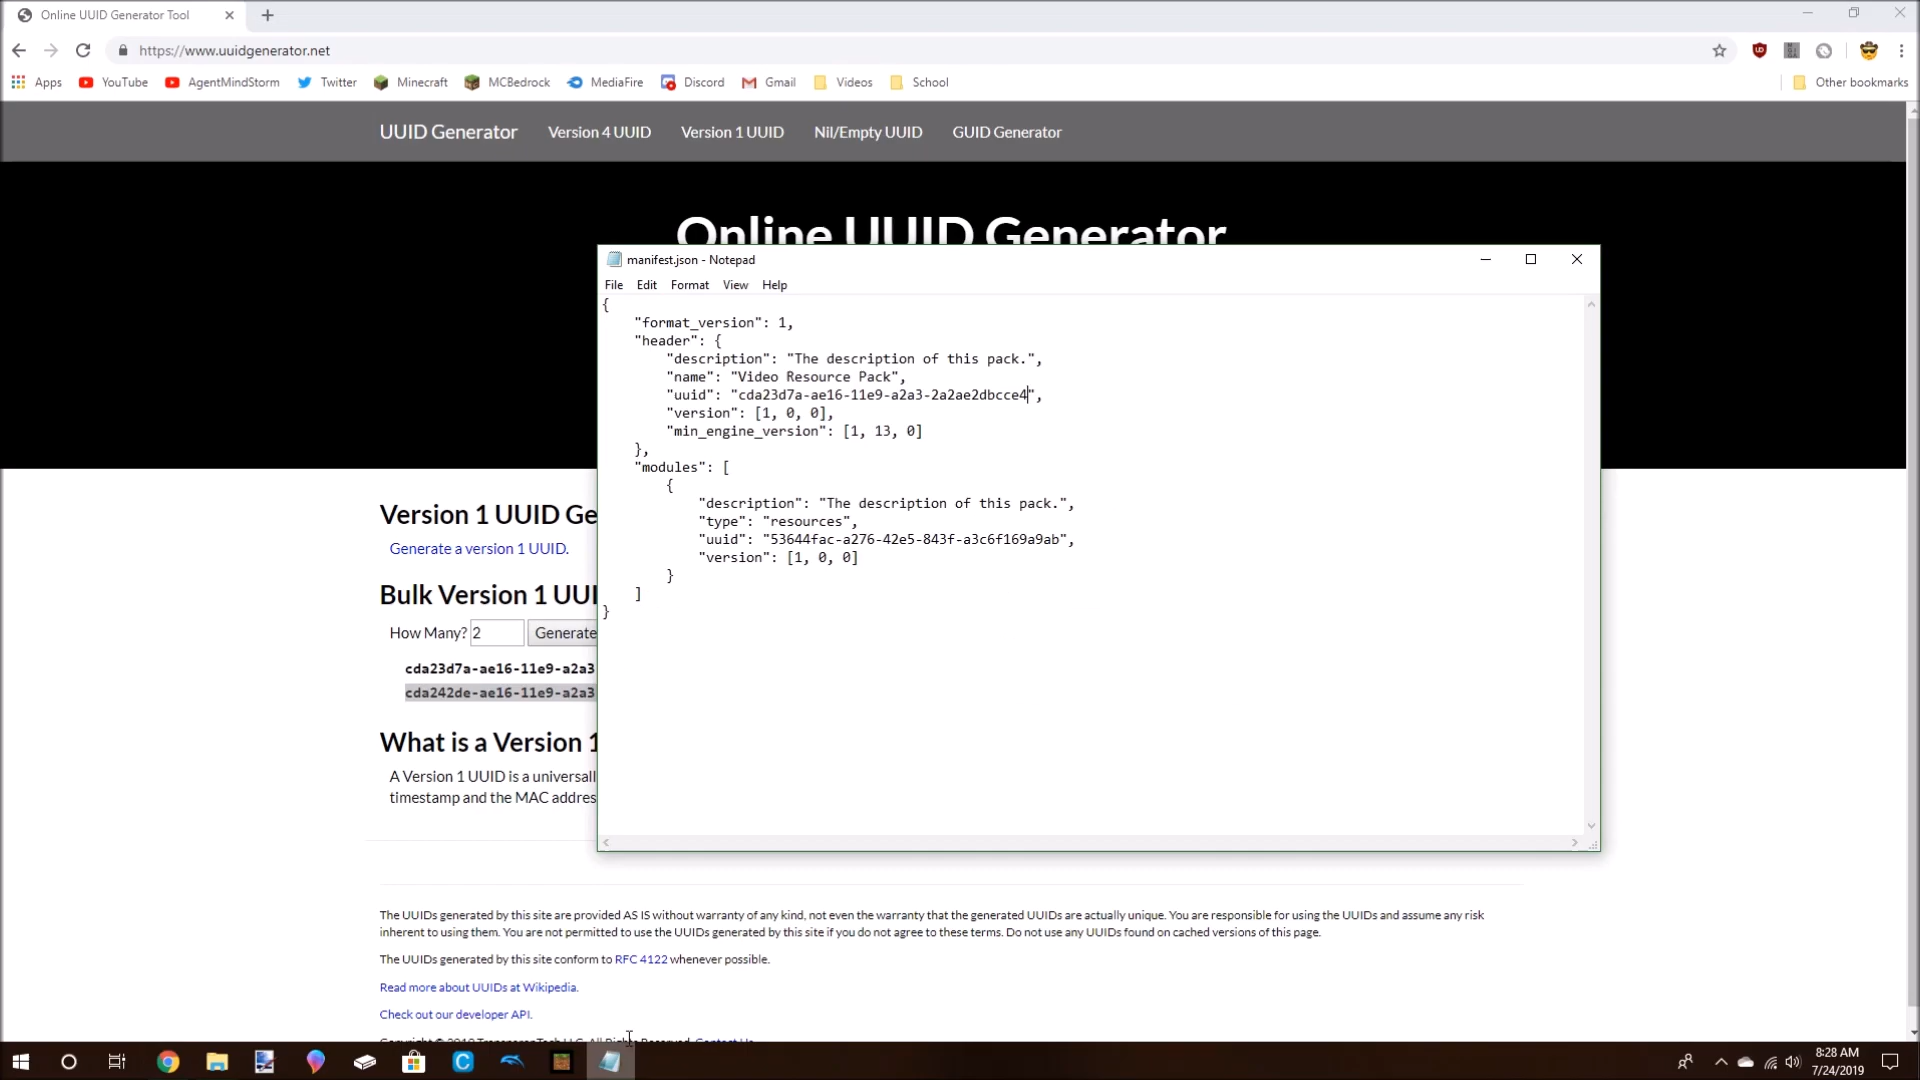 Online UUID Generator Tool
https://www.uuidgenerator.net
Apps YouTube AgentMindStorm Twitter Minecraft MCBedrock MediaFire Discord Gmail Videos School Other bookmarks
UUID Generator Version 4 UUID Version 1 UUID Nil/Empty UUID GUID Generator
Online UUID Generator
manifest.json - Notepad
File Edit Format View Help
{
"format_version": 1,
"header": {
"description": "The description of this pack.",
"name": "Video Resource Pack",
"uuid": "cda23d7a-ae16-11e9-a2a3-2a2ae2dbcce4",
"version": [1, 0, 0],
"min_engine_version": [1, 13, 0]
},
"modules": [
{
"description": "The description of this pack.",
"type": "resources",
"uuid": "53644fac-a276-42e5-843f-a3c6f169a9ab",
"version": [1, 0, 0]
}
]
}
Version 1 UUID Ge
Generate a version 1 UUID.
Bulk Version 1 UUI
How Many? 2 Generate
cda23d7a-ae16-11e9-a2a3
cda242de-ae16-11e9-a2a3
What is a Version 1
A Version 1 UUID is a universall
timestamp and the MAC addres
The UUIDs generated by this site are provided AS IS without warranty of any kind, not even the warranty that the generated UUIDs are actually unique. You are responsible for using the UUIDs and assume any risk
inherent to using them. You are not permitted to use the UUIDs generated by this site if you do not agree to these terms. Do not use any UUIDs found on cached versions of this page.
The UUIDs generated by this site conform to RFC 4122 whenever possible.
Read more about UUIDs at Wikipedia.
Check out our developer API.
8:28 AM
7/24/2019